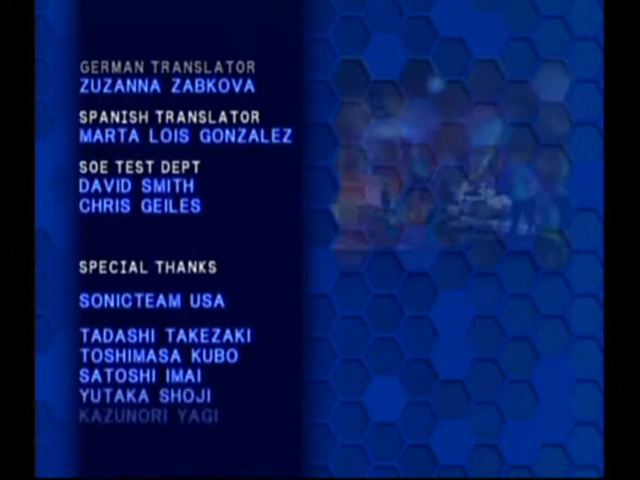 GERMAN TRANSLATOR
ZUZANNA ZABKOVA
SPANISH TRANSLATOR
MARTA LOIS GONZALEZ
SOE TEST DEPT
DAVID SMITH
CHRIS GEILES
SPECIAL THANKS
SONICTEAM USA
TADASHI TAKEZAKI
TOSHIMASA KUBO
SATOSHI IMAI
YUTAKA SHOJI
KAZUNORI YAGI